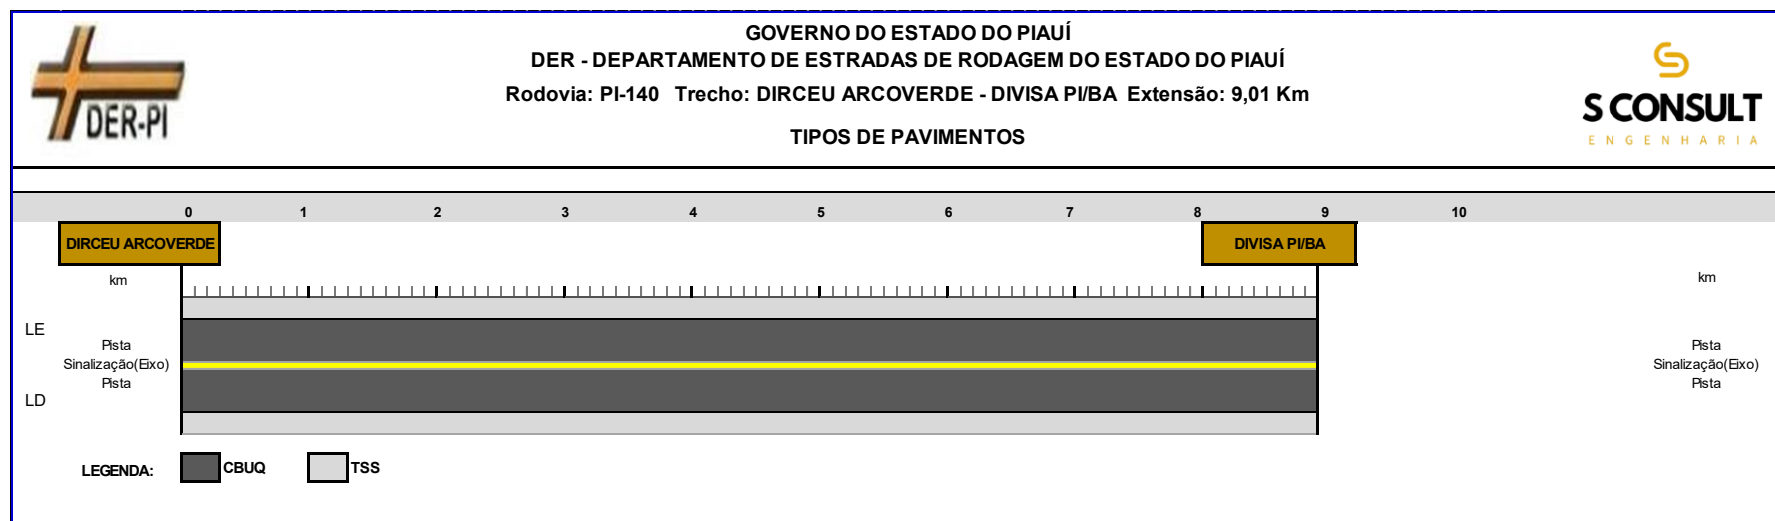 GOVERNO DO ESTADO DO PIAUÍ
DER - DEPARTAMENTO DE ESTRADAS DE RODAGEM DO ESTADO DO PIAUÍ
Rodovia: PI-140 Trecho: DIRCEU ARCOVERDE - DIVISA PI/BA Extensão: 9,01 Km
TIPOS DE PAVIMENTOS
DER-PI
S CONSULT
ENGENHARIA
0 1 2 3 4 5 6 7 8 9 10
DIRCEU ARCOVERDE DIVISA PI/BA
km km
LE
Pista Pista
Sinalização(Eixo) Sinalização(Eixo)
Pista Pista
LD
LEGENDA: CBUQ TSS